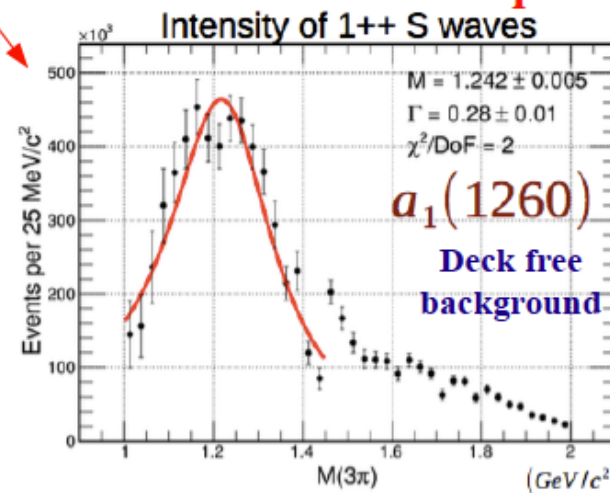 Intensity of 1++ S waves
×10³
500
400
300
200
100
0
Events per 25 MeV/c²
M = 1.242 ± 0.005
Γ = 0.28 ± 0.01
χ²/DoF = 2
a₁(1260)
Deck free
background
1
1.2
1.4
1.6
1.8
2
M(3π)
(GeV/c²